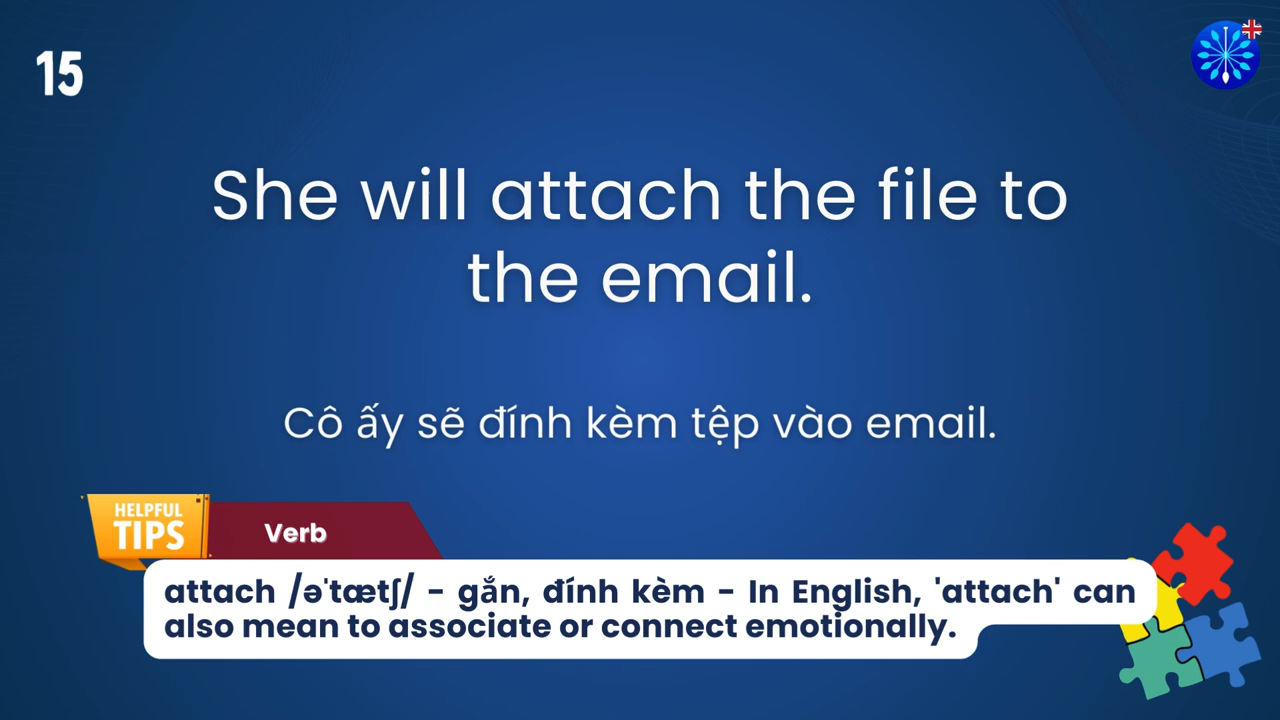 15
She will attach the file to
the email.
Cô ấy sẽ đính kèm tệp vào email.
HELPFUL
TIPS
Verb
attach /əˈtætʃ/ - gắn, đính kèm - In English, 'attach' can
also mean to associate or connect emotionally.